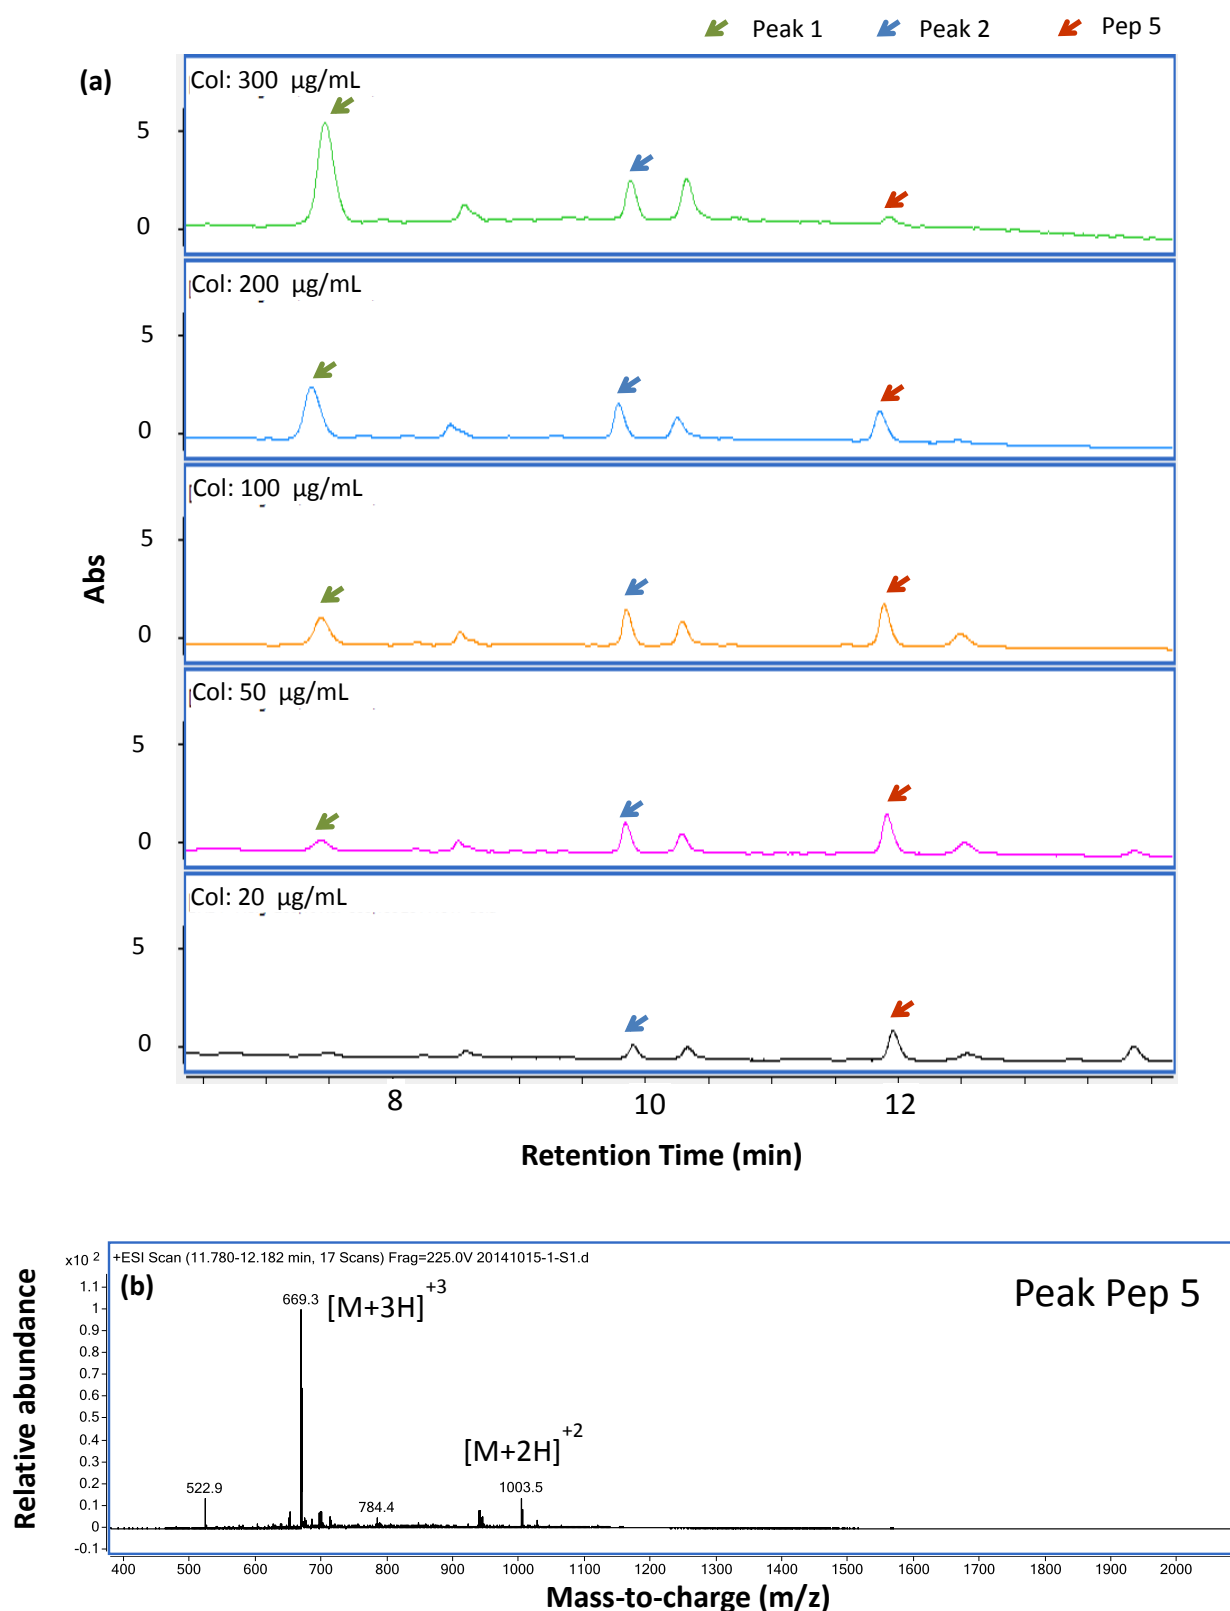 Peak 1 Peak 2 Pep 5
(a)
Col: 300 µg/mL
5
0
Col: 200 µg/mL
5
0
Col: 100 µg/mL
5
0
Col: 50 µg/mL
5
0
Col: 20 µg/mL
5
0
Abs
8 10 12
Retention Time (min)
x10 2
+ESI Scan (11.780-12.182 min, 17 Scans) Frag=225.0V 20141015-1-S1.d
(b)
Peak Pep 5
669.3
[M+3H]+3
[M+2H]+2
522.9
784.4
1003.5
1.1
1
0.9
0.8
0.7
0.6
0.5
0.4
0.3
0.2
0.1
0
-0.1
Relative abundance
400 500 600 700 800 900 1000 1100 1200 1300 1400 1500 1600 1700 1800 1900 2000
Mass-to-charge (m/z)